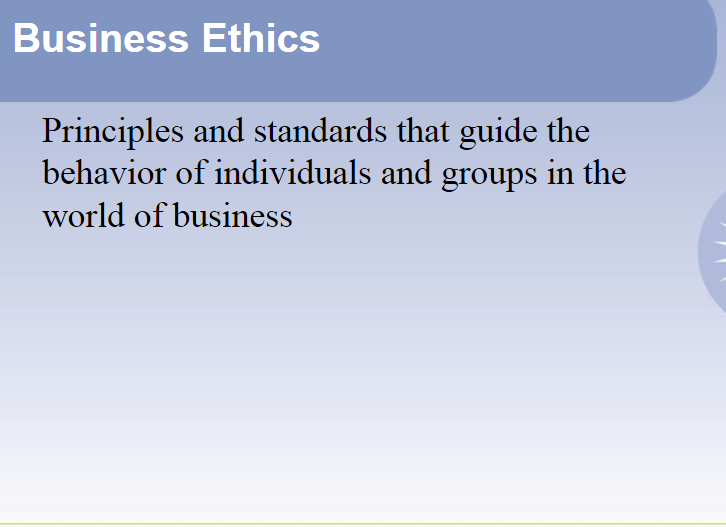 Business Ethics
Principles and standards that guide the
behavior of individuals and groups in the
world of business